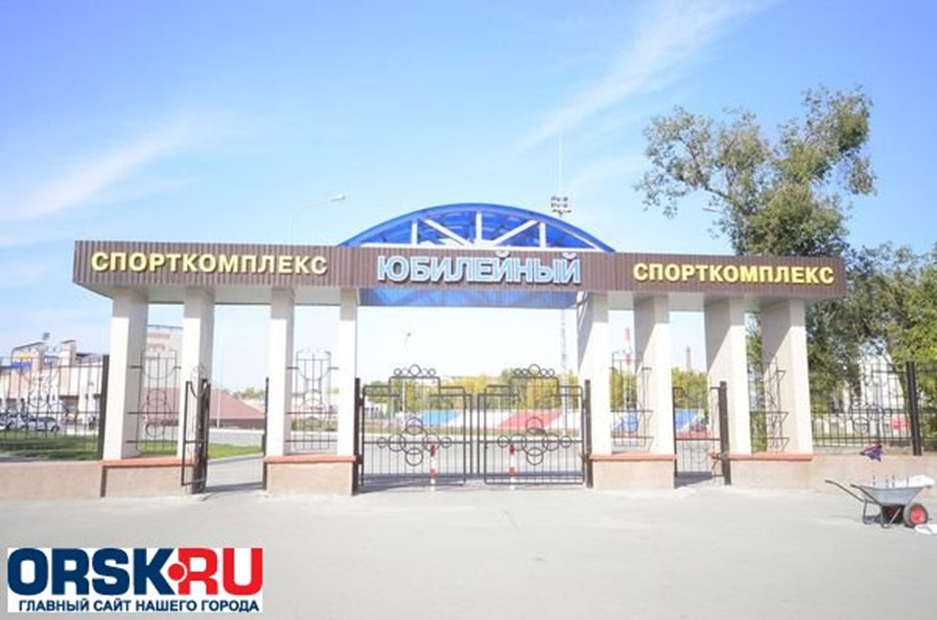 СПОРТКОМПЛЕКС ЮБИЛЕЙНЫЙ СПОРТКОМПЛЕКС
ORSK.RU
ГЛАВНЫЙ САЙТ НАШЕГО ГОРОДА